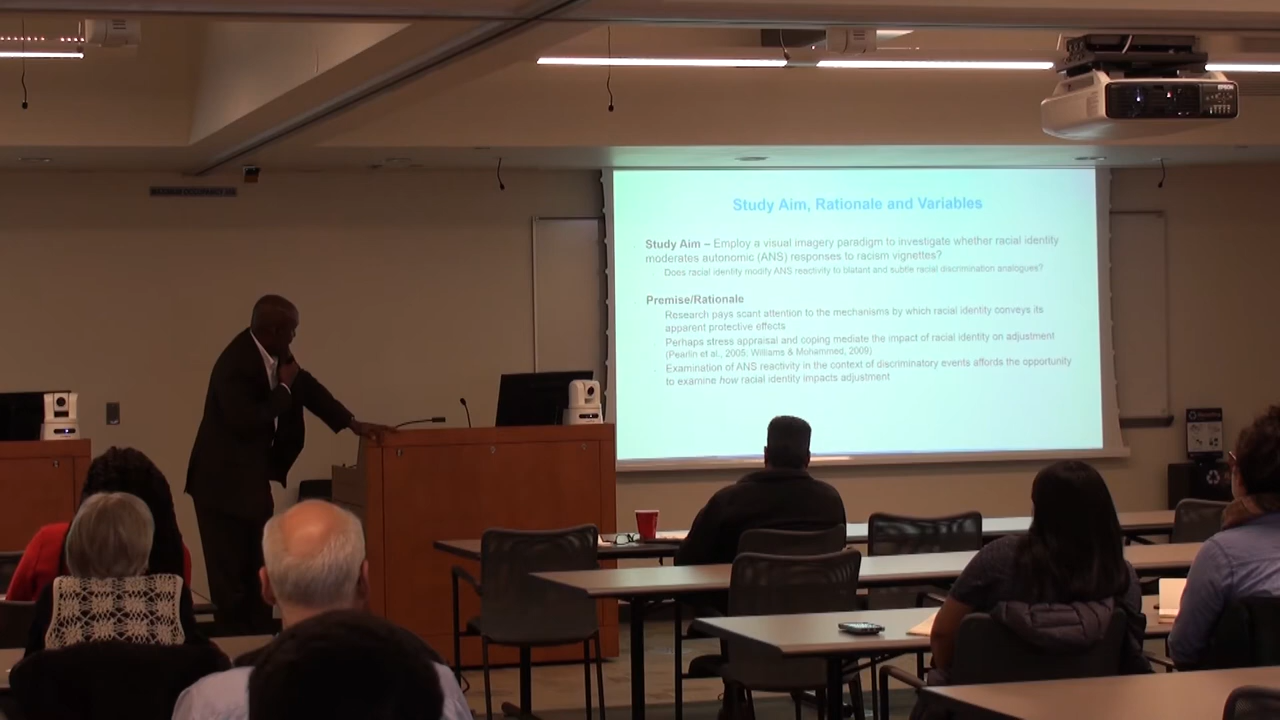 MAXIMUM OCCUPANCY
EPSON
Study Aim, Rationale and Variables
Study Aim – Employ a visual imagery paradigm to investigate whether racial identity
moderates autonomic (ANS) responses to racism vignettes?
Does racial identity modify ANS reactivity to blatant and subtle racial discrimination analogues?
Premise/Rationale
Research pays scant attention to the mechanisms by which racial identity conveys its
apparent protective effects
Perhaps stress appraisal and coping mediate the impact of racial identity on adjustment
(Pearlin et al., 2005; Williams & Mohammed, 2009)
Examination of ANS reactivity in the context of discriminatory events affords the opportunity
to examine how racial identity impacts adjustment